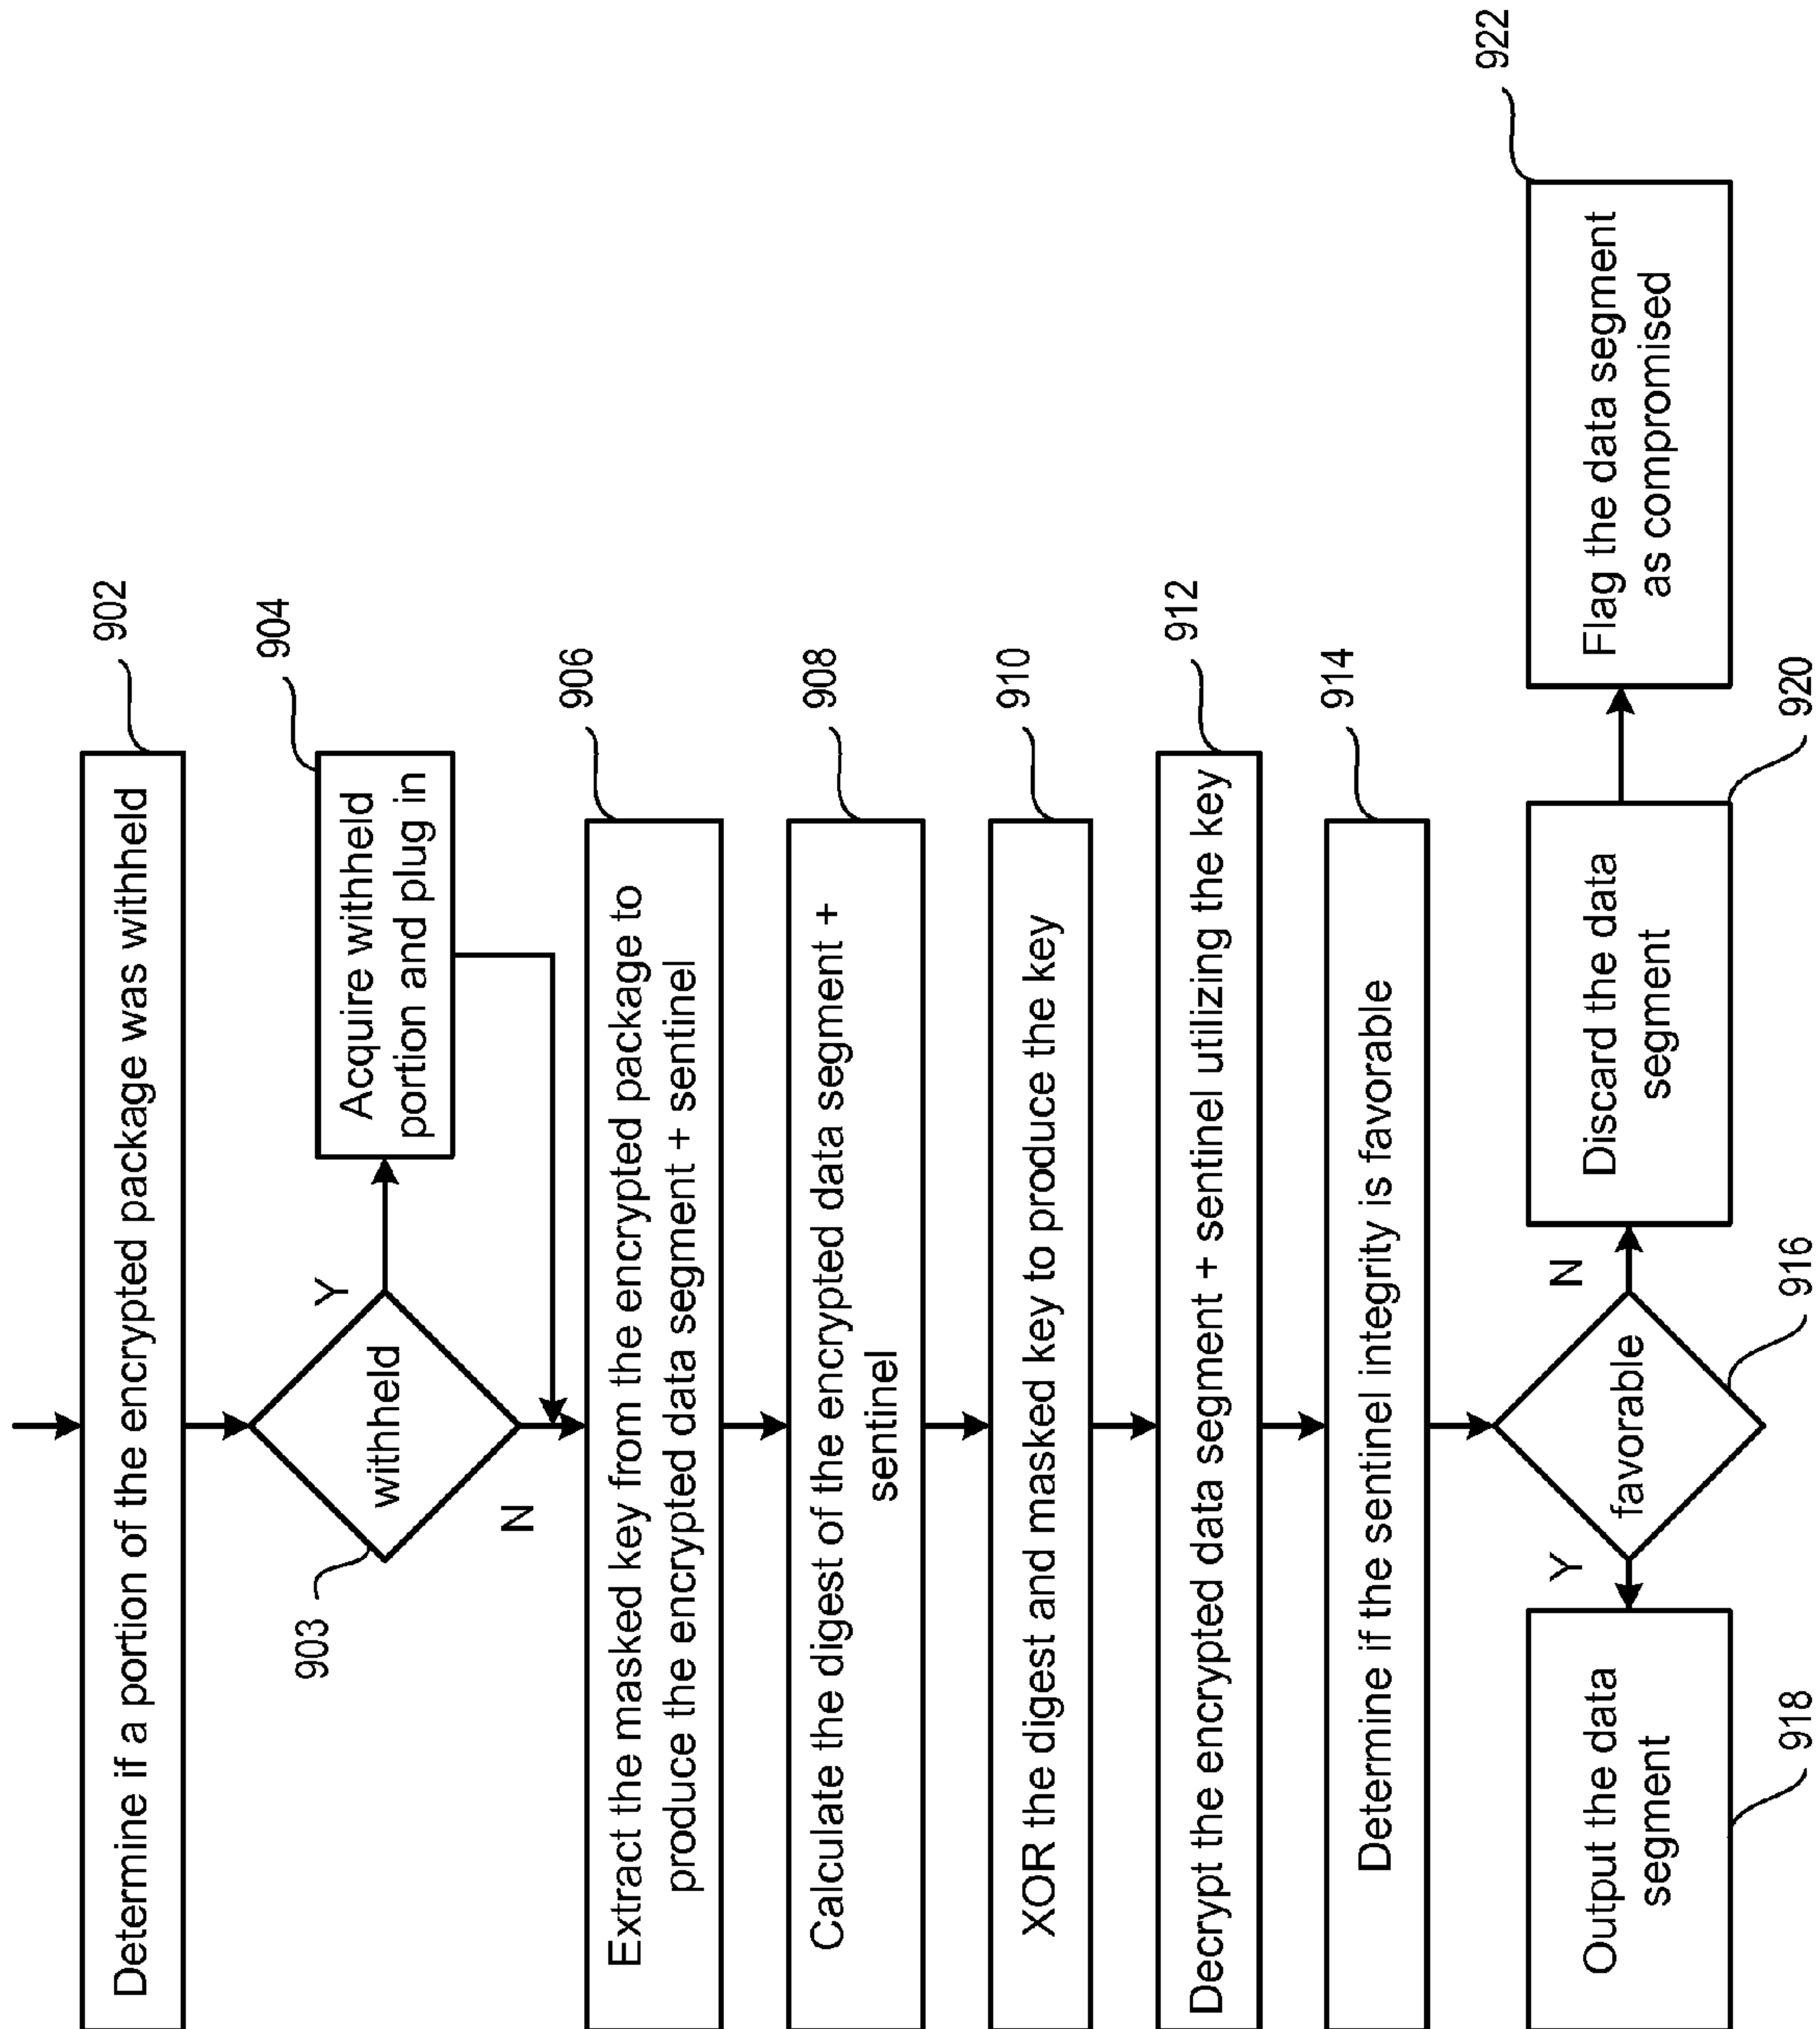 Determine if a portion of the encrypted package was withheld
902
withheld
903
Y
N
Acquire withheld
portion and plug in
904
Extract the masked key from the encrypted package to
produce the encrypted data segment + sentinel
906
Calculate the digest of the encrypted data segment +
sentinel
908
XOR the digest and masked key to produce the key
910
Decrypt the encrypted data segment + sentinel utilizing the key
912
Determine if the sentinel integrity is favorable
914
favorable
916
Y
N
Output the data
segment
918
Discard the data
segment
920
Flag the data segment
as compromised
922